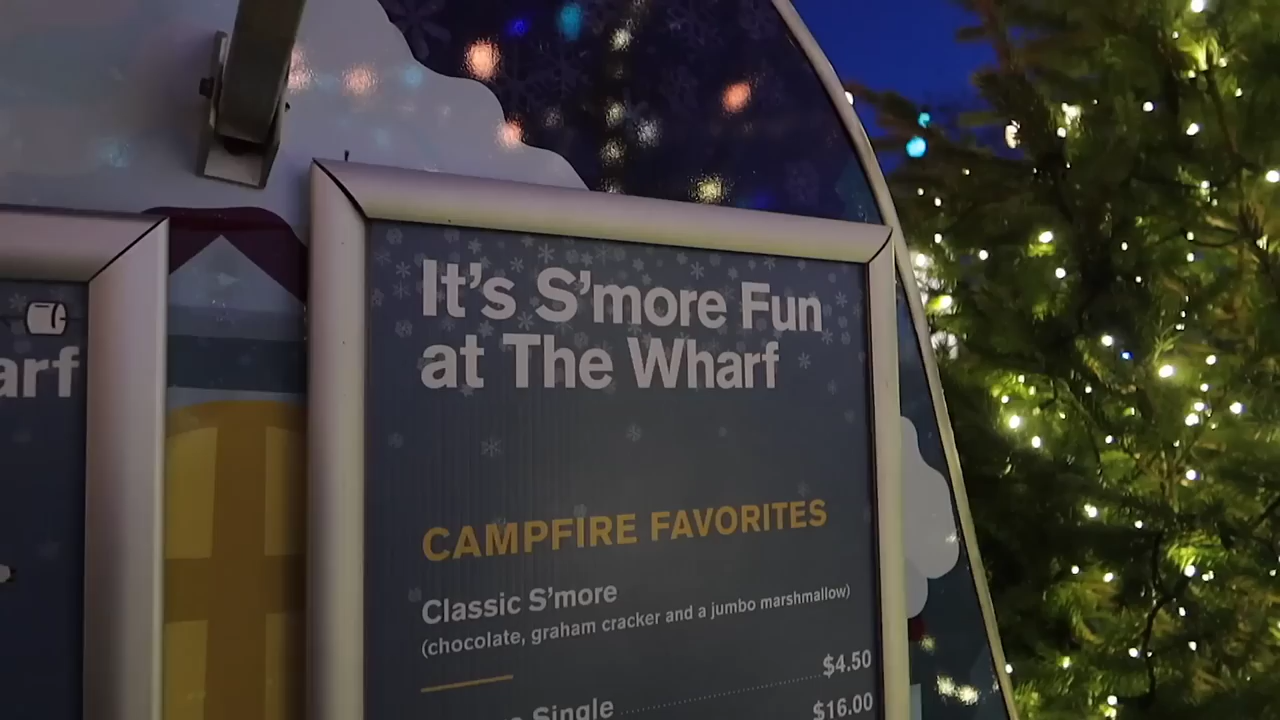 arf
It's S'more Fun
at The Wharf
CAMPFIRE FAVORITES
Classic S'more
(chocolate, graham cracker and a jumbo marshmallow)
Single $4.50
$16.00